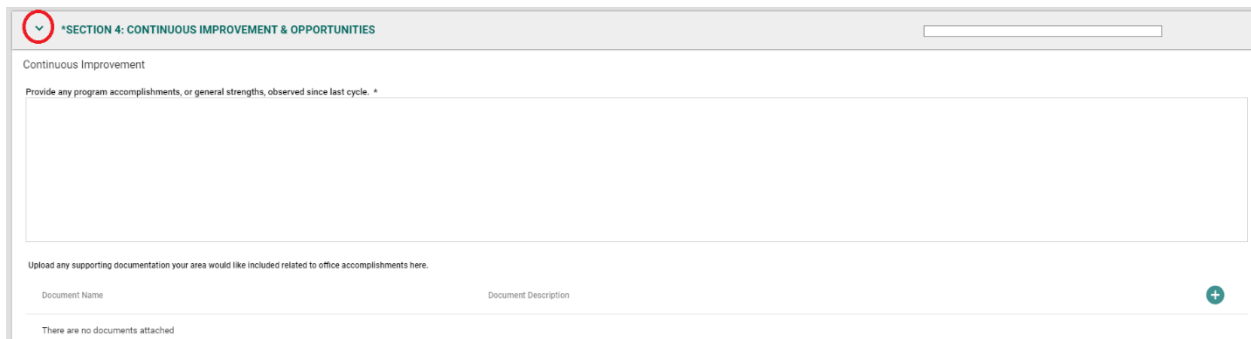 *SECTION 4: CONTINUOUS IMPROVEMENT & OPPORTUNITIES
Continuous Improvement
Provide any program accomplishments, or general strengths, observed since last cycle. *
Upload any supporting documentation your area would like included related to office accomplishments here.
Document Name Document Description
There are no documents attached